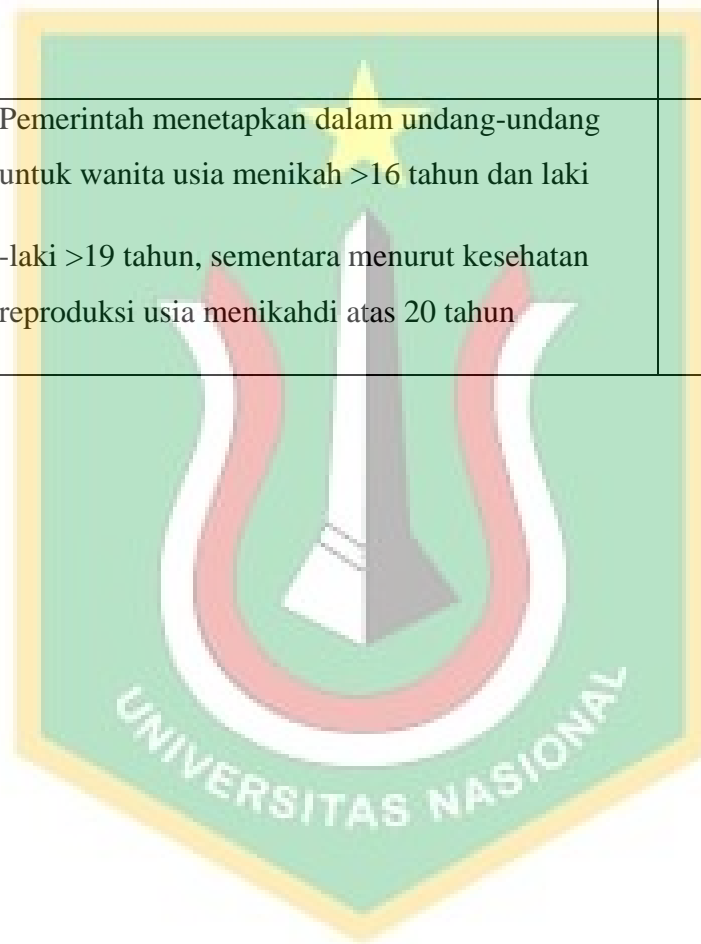 Pemerintah menetapkan dalam undang-undang
untuk wanita usia menikah >16 tahun dan laki
-laki >19 tahun, sementara menurut kesehatan
reproduksi usia menikahdi atas 20 tahun
UNIVERSITAS NASIONAL